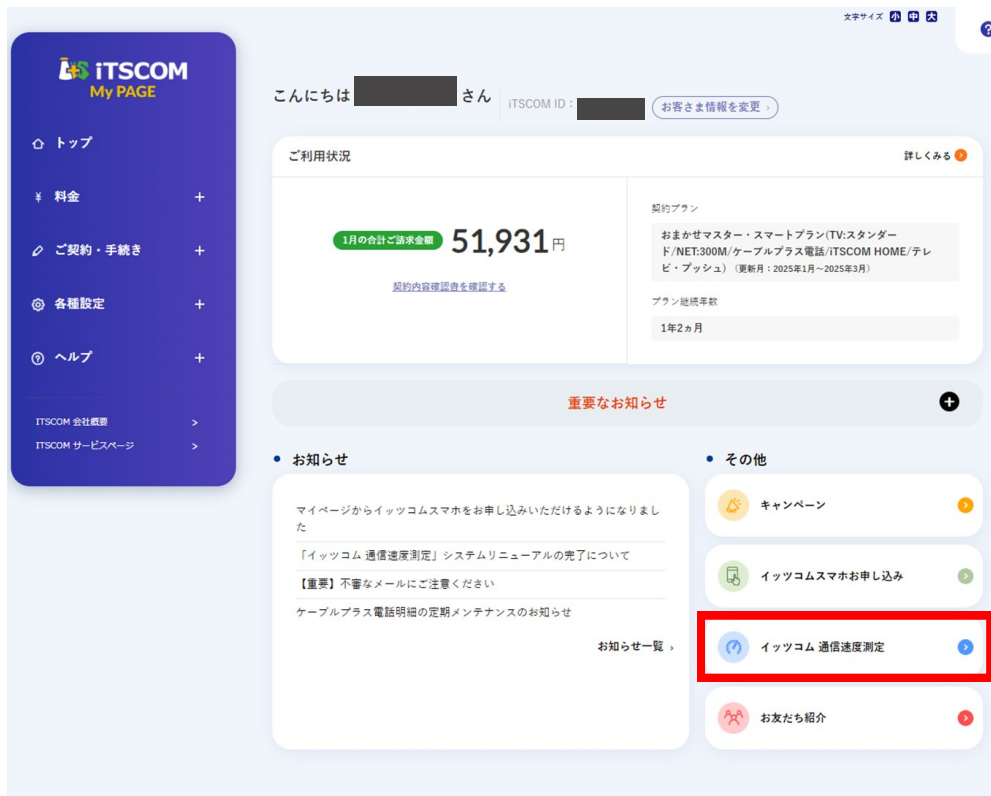 文字サイズ 小 中 大
iTSCOM
My PAGE
トップ
¥ 料金 +
ご契約・手続き +
各種設定 +
ヘルプ +
ITSCOM 会社概要 >
ITSCOM サービスページ >
こんにちは さん
iTSCOM ID：
お客さま情報を変更 ›
ご利用状況
詳しくみる
1月の合計ご請求金額 51,931円
契約内容確認書を確認する
契約プラン
おまかせマスター・スマートプラン(TV:スタンダー
ド/NET:300M/ケーブルプラス電話/iTSCOM HOME/テレ
ビ・プッシュ) （更新月：2025年1月～2025年3月）
プラン継続年数
1年2ヵ月
重要なお知らせ
お知らせ
マイページからイッツコムスマホをお申し込みいただけるようになりまし
た
「イッツコム 通信速度測定」システムリニューアルの完了について
【重要】不審なメールにご注意ください
ケーブルプラス電話明細の定期メンテナンスのお知らせ
お知らせ一覧 ›
その他
キャンペーン
イッツコムスマホお申し込み
イッツコム 通信速度測定
お友だち紹介